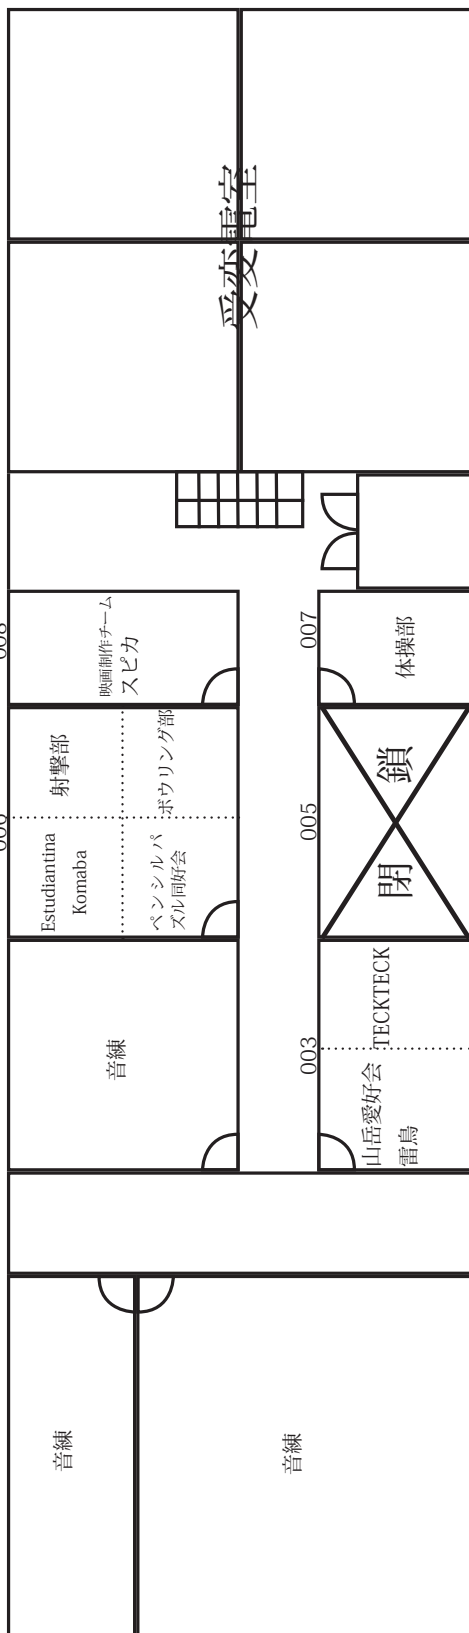 受変電室
映画制作チーム
スピカ
007
体操部
射撃部
ボウリング部
Estudiantina
Komaba
ペンシルパ
ズル同好会
005
閉鎖
音練
003
TECKTECK
山岳愛好会
雷鳥
音練
音練